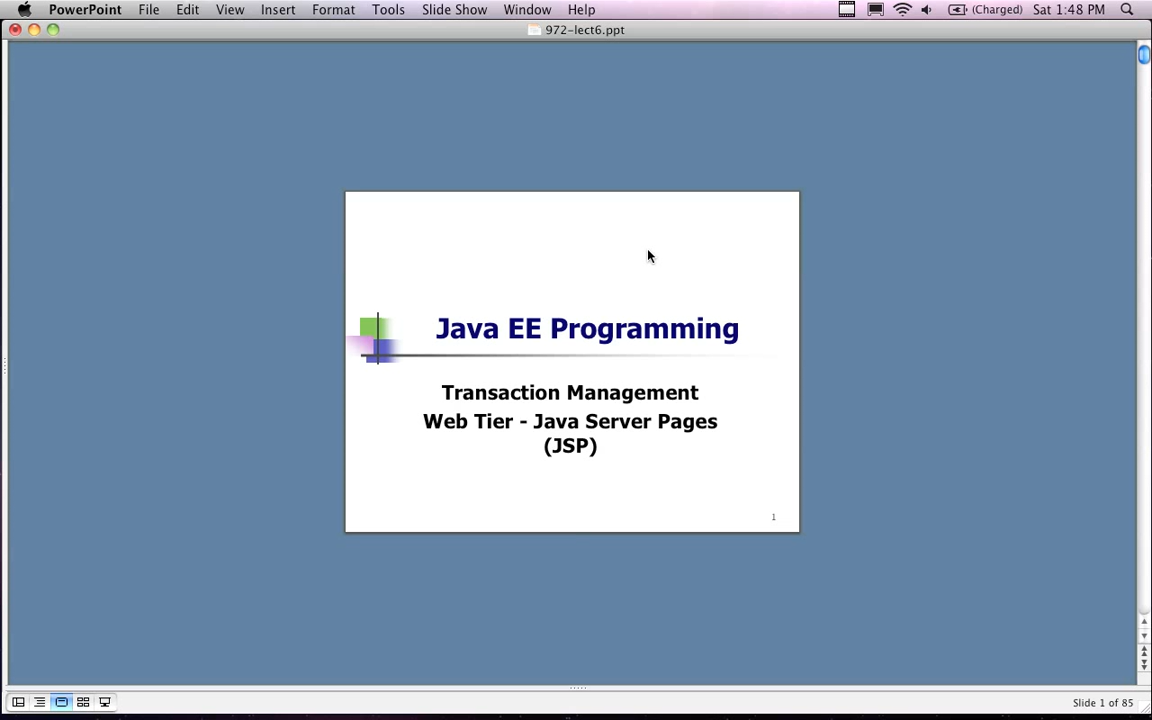 PowerPoint File Edit View Insert Format Tools Slide Show Window Help (Charged) Sat 1:48 PM
972-lect6.ppt
Java EE Programming
Transaction Management
Web Tier - Java Server Pages
(JSP)
1
Slide 1 of 85